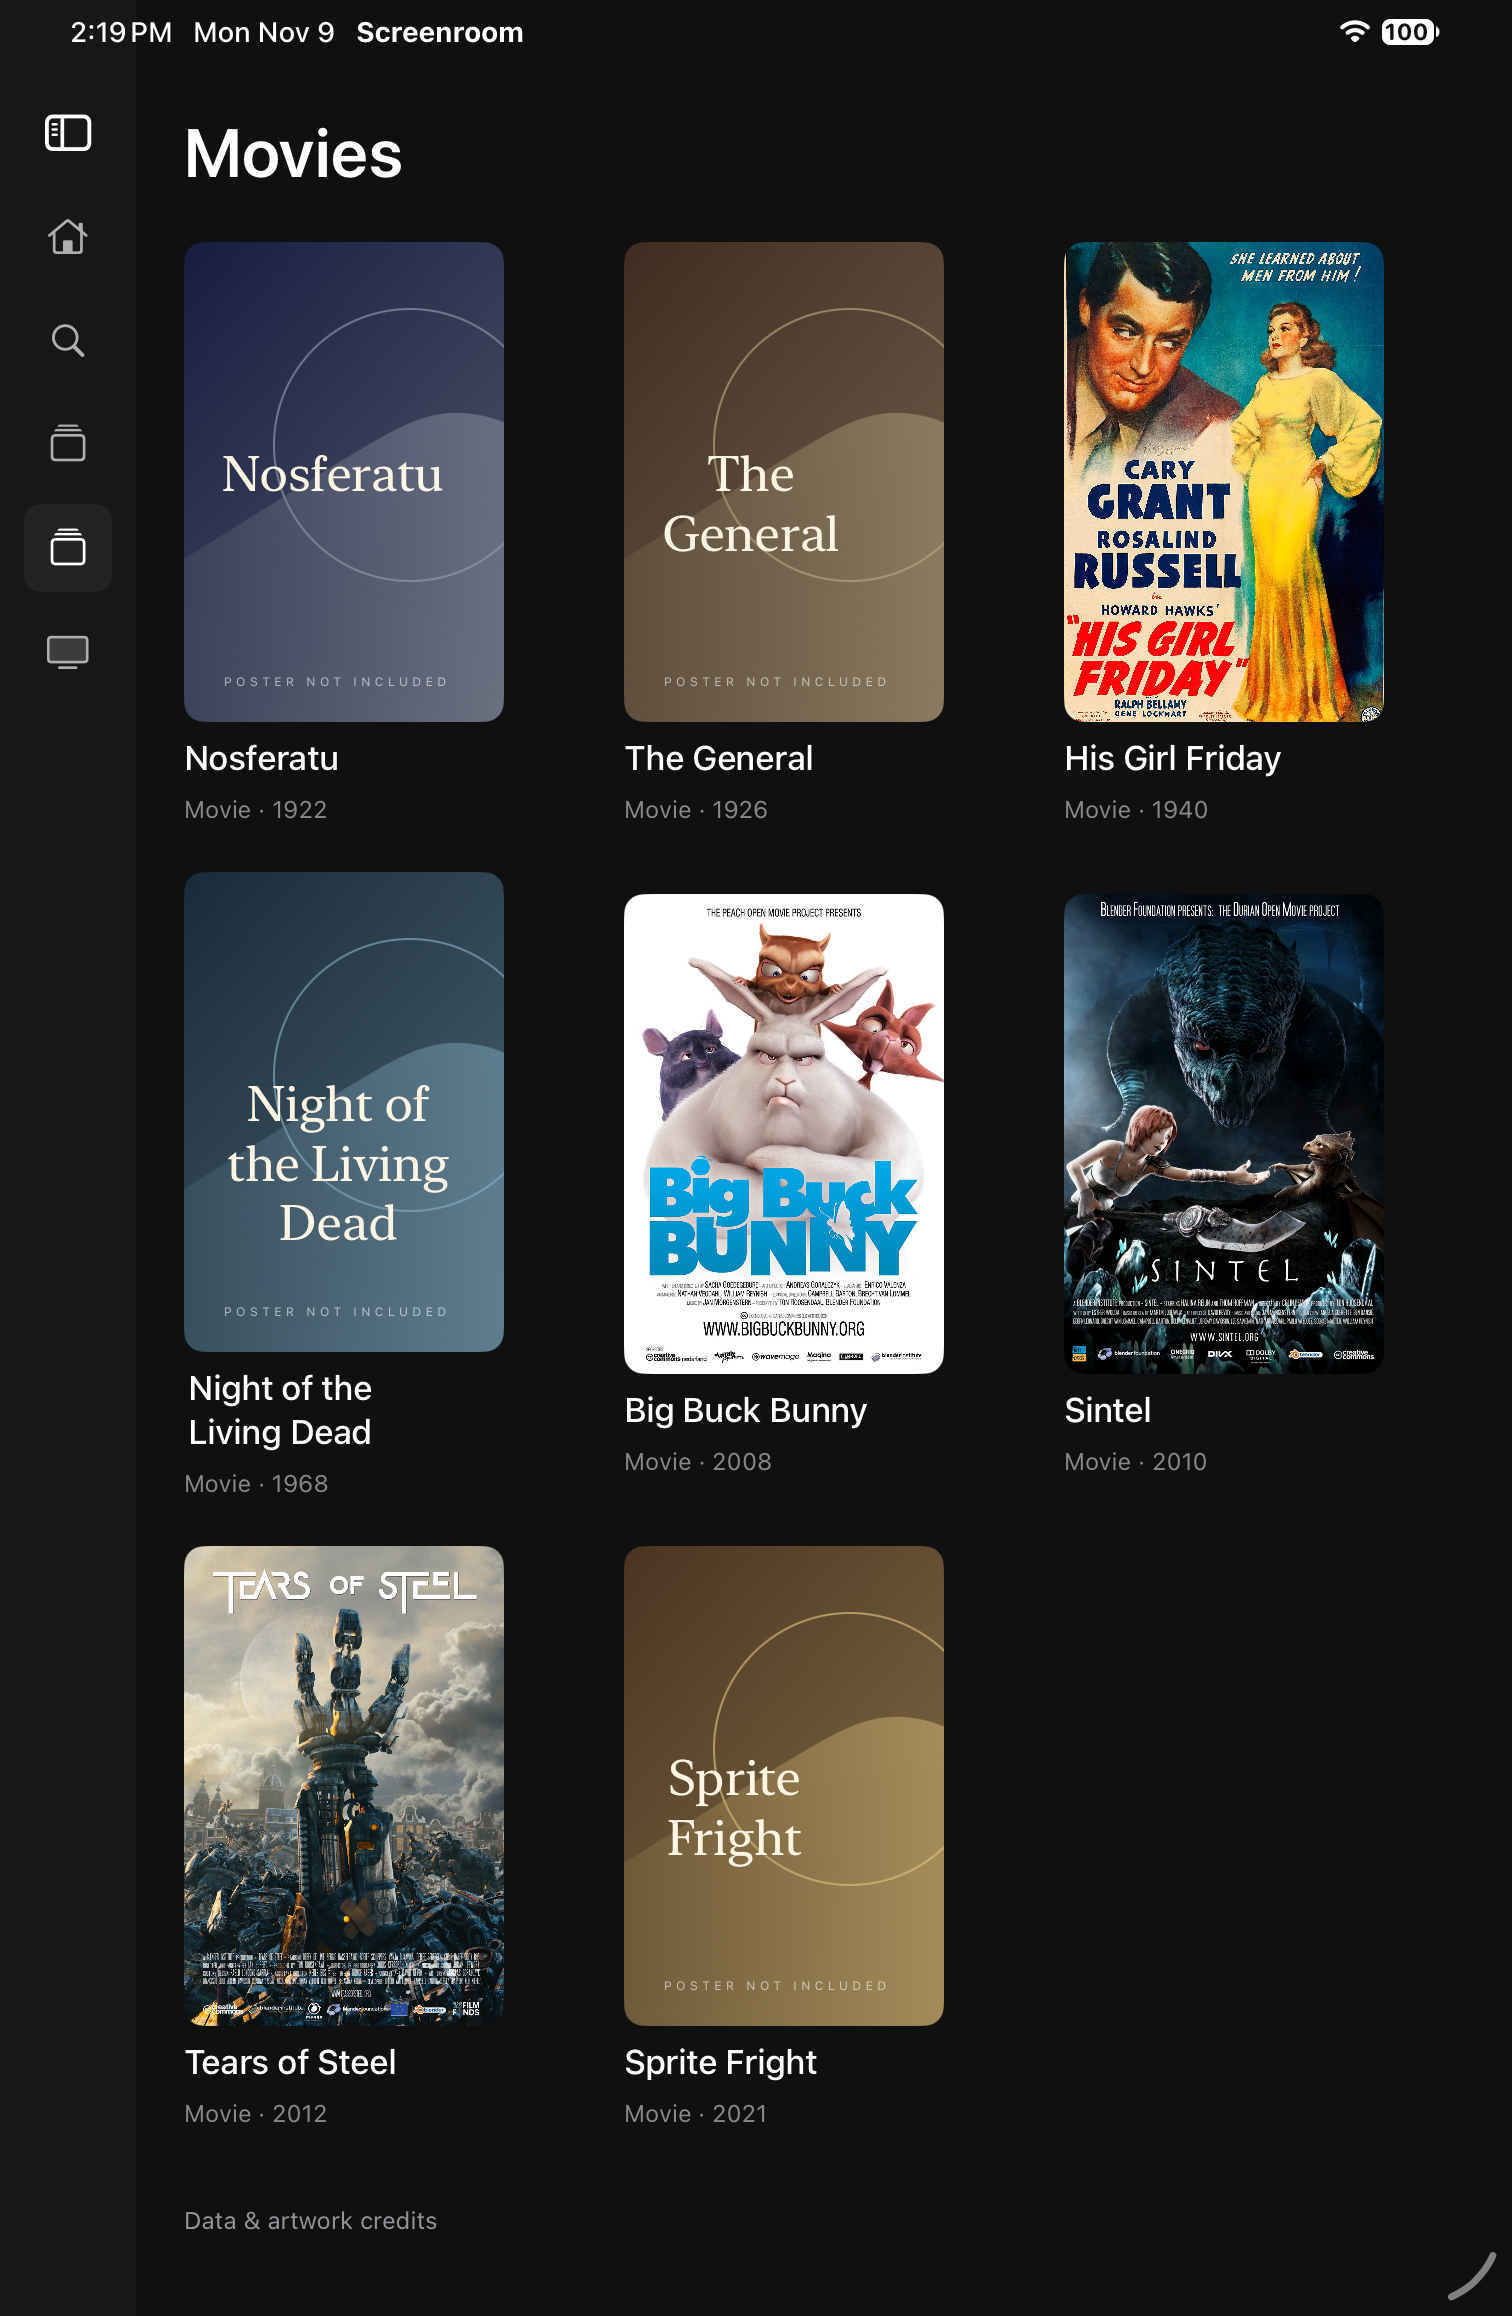 2:19 PM Mon Nov 9 Screenroom
100
Movies
Nosferatu
POSTER NOT INCLUDED
Nosferatu
Movie · 1922
The
General
POSTER NOT INCLUDED
The General
Movie · 1926
SHE LEARNED ABOUT
MEN FROM HIM!
CARY
GRANT
ROSALIND
RUSSELL
in
HOWARD HAWKS'
"HIS GIRL
FRIDAY"
RALPH BELLAMY
GENE LOCKHART
His Girl Friday
Movie · 1940
Night of
the Living
Dead
POSTER NOT INCLUDED
Night of the
Living Dead
Movie · 1968
THE PEACH OPEN MOVIE PROJECT PRESENTS
Big Buck
BUNNY
WWW.BIGBUCKBUNNY.ORG
Big Buck Bunny
Movie · 2008
BLENDER FOUNDATION PRESENTS: THE DURIAN OPEN MOVIE PROJECT
SINTEL
WWW.SINTEL.ORG
Sintel
Movie · 2010
TEARS OF STEEL
Tears of Steel
Movie · 2012
Sprite
Fright
POSTER NOT INCLUDED
Sprite Fright
Movie · 2021
Data & artwork credits